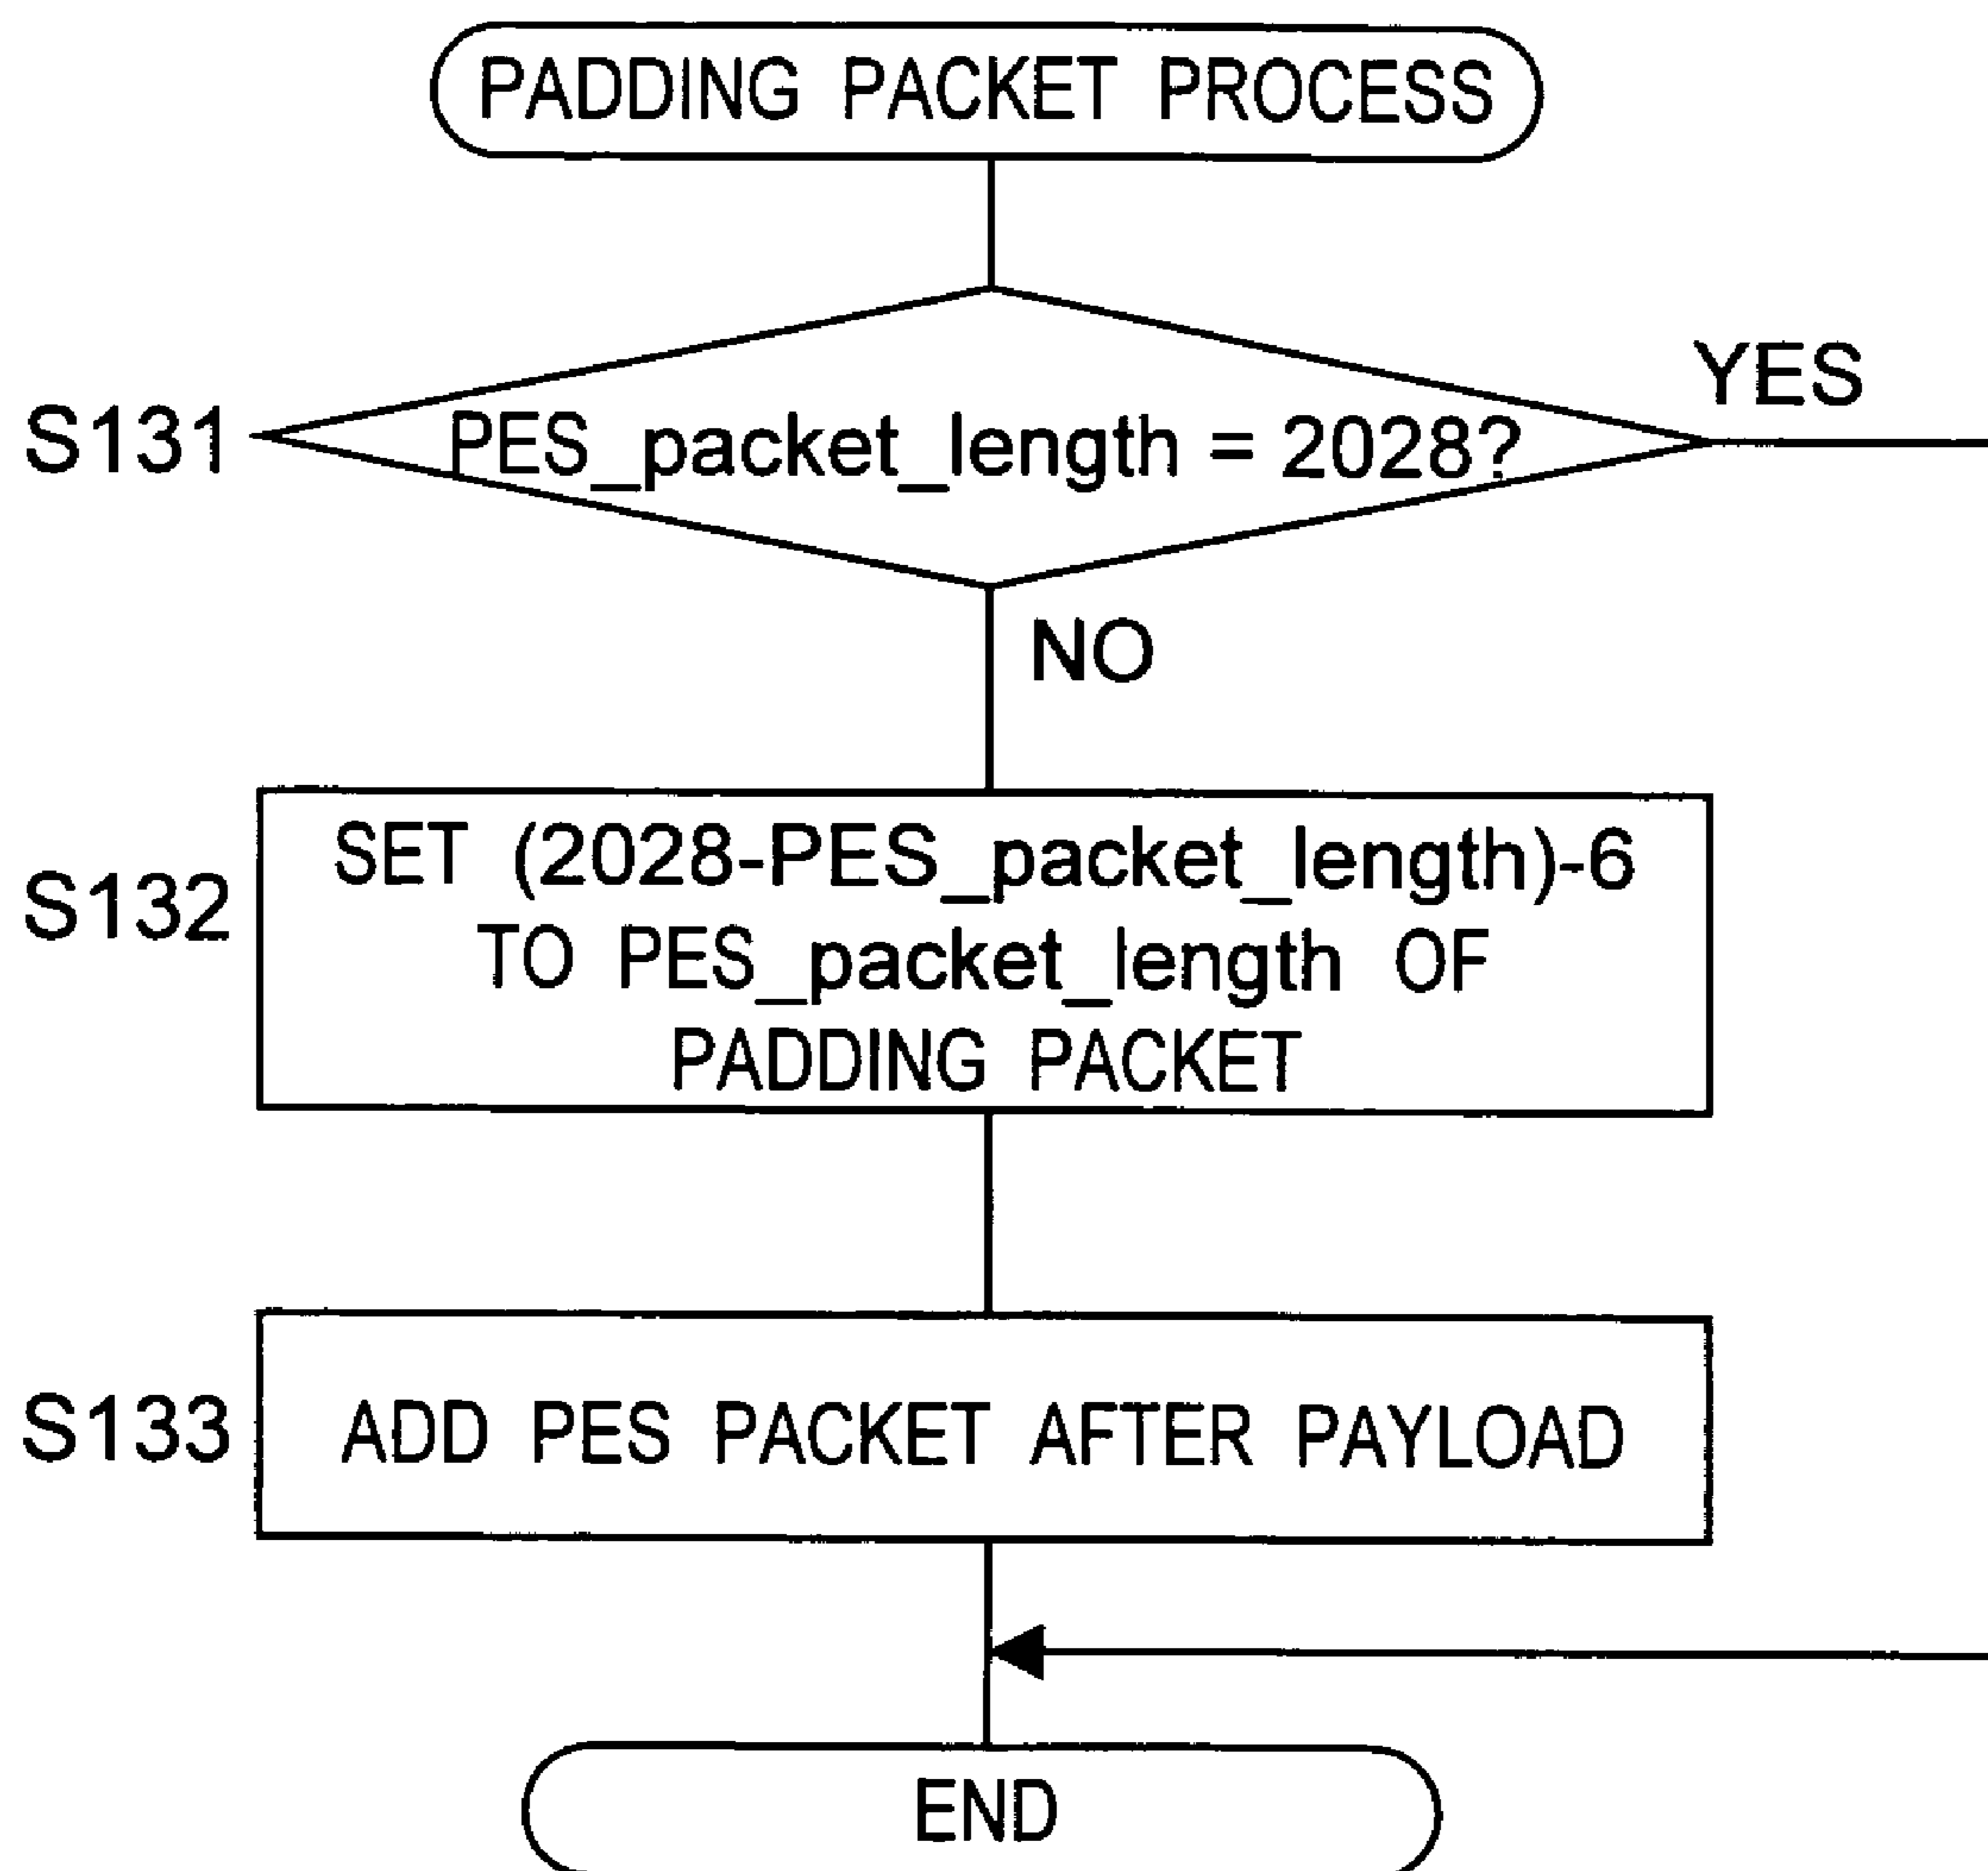 PADDING PACKET PROCESS
YES
S131
PES_packet_length = 2028?
NO
S132
SET (2028-PES_packet_length)-6
TO PES_packet_length OF
PADDING PACKET
S133
ADD PES PACKET AFTER PAYLOAD
END